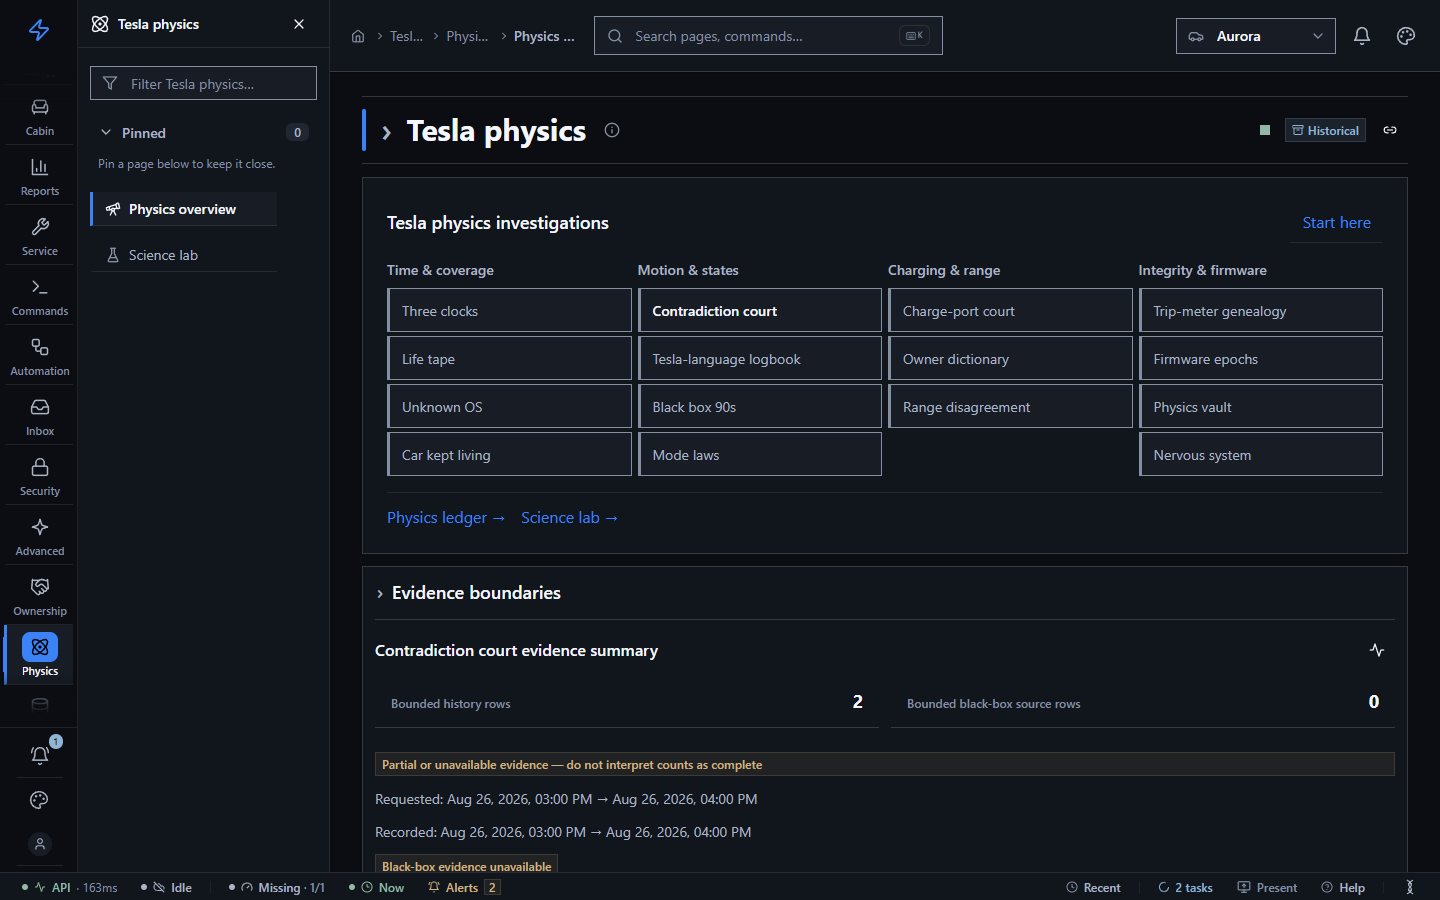 Tesla physics
Tesl...
Physi...
Physics ...
Search pages, commands...
K
Aurora
Filter Tesla physics...
Pinned
0
Pin a page below to keep it close.
Physics overview
Science lab
Cabin
Reports
Service
Commands
Automation
Inbox
Security
Advanced
Ownership
Physics
1
Tesla physics
Historical
Tesla physics investigations
Start here
Time & coverage
Motion & states
Charging & range
Integrity & firmware
Three clocks
Contradiction court
Charge-port court
Trip-meter genealogy
Life tape
Tesla-language logbook
Owner dictionary
Firmware epochs
Unknown OS
Black box 90s
Range disagreement
Physics vault
Car kept living
Mode laws
Nervous system
Physics ledger →
Science lab →
Evidence boundaries
Contradiction court evidence summary
Bounded history rows
2
Bounded black-box source rows
0
Partial or unavailable evidence — do not interpret counts as complete
Requested: Aug 26, 2026, 03:00 PM → Aug 26, 2026, 04:00 PM
Recorded: Aug 26, 2026, 03:00 PM → Aug 26, 2026, 04:00 PM
Black-box evidence unavailable
API · 163ms
Idle
Missing · 1/1
Now
Alerts 2
Recent
2 tasks
Present
Help